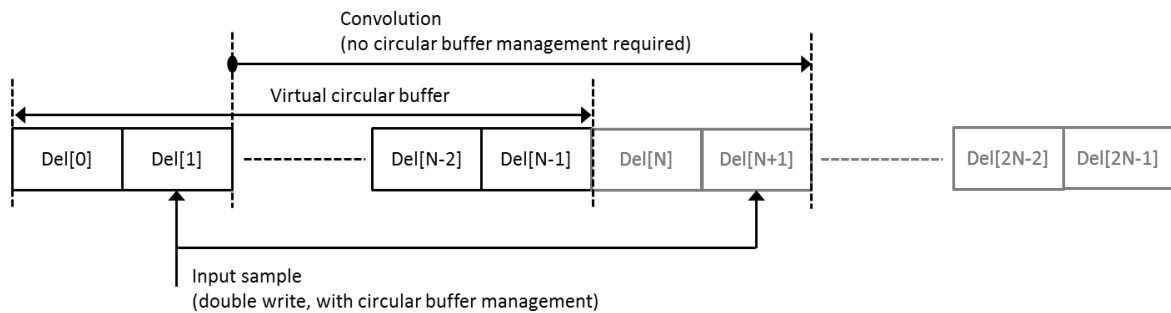 Convolution
(no circular buffer management required)
Virtual circular buffer
Del[0] Del[1] Del[N-2] Del[N-1] Del[N] Del[N+1] Del[2N-2] Del[2N-1]
Input sample
(double write, with circular buffer management)